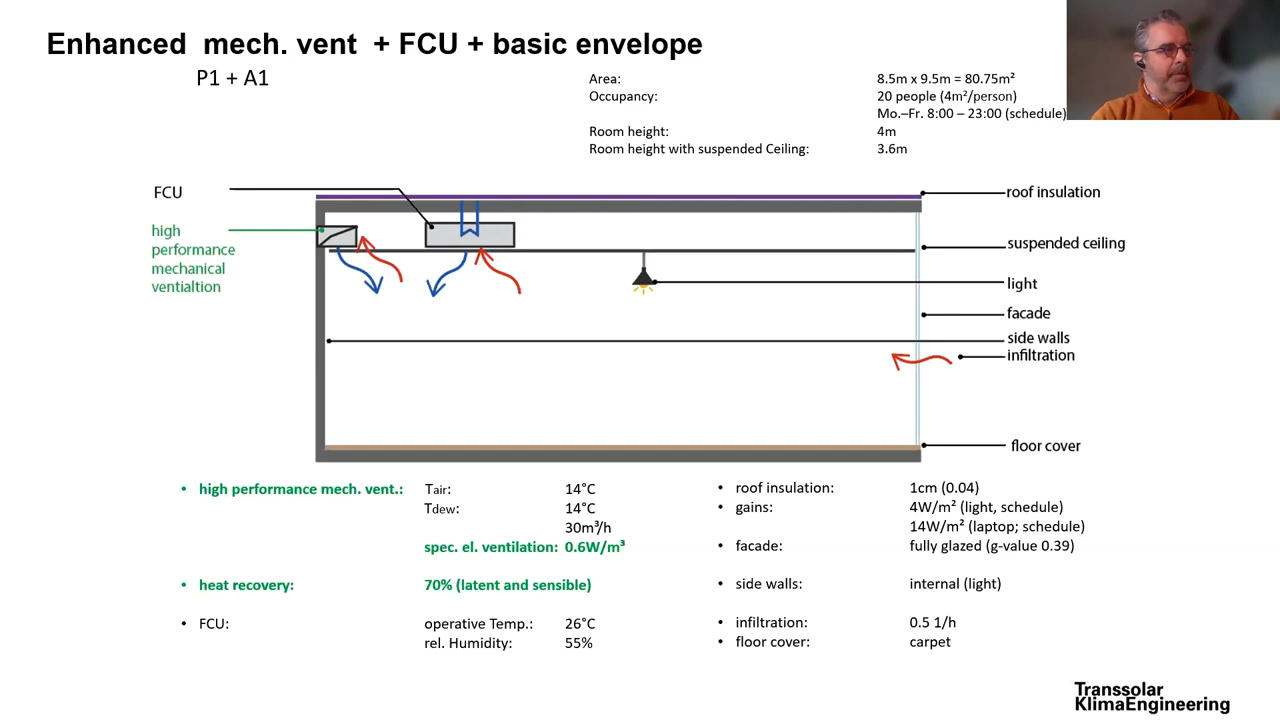 Enhanced mech. vent + FCU + basic envelope
P1 + A1
Area: 8.5m x 9.5m = 80.75m²
Occupancy: 20 people (4m²/person)
Mo.–Fr. 8:00 – 23:00 (schedule)
Room height: 4m
Room height with suspended Ceiling: 3.6m
FCU
high
performance
mechanical
ventialtion
roof insulation
suspended ceiling
light
facade
side walls
infiltration
floor cover
• high performance mech. vent.: Tair: 14°C
Tdew: 14°C
30m³/h
spec. el. ventilation: 0.6W/m³
• heat recovery: 70% (latent and sensible)
• FCU: operative Temp.: 26°C
rel. Humidity: 55%
• roof insulation: 1cm (0.04)
• gains: 4W/m² (light, schedule)
14W/m² (laptop; schedule)
• facade: fully glazed (g-value 0.39)
• side walls: internal (light)
• infiltration: 0.5 1/h
• floor cover: carpet
Transsolar
KlimaEngineering